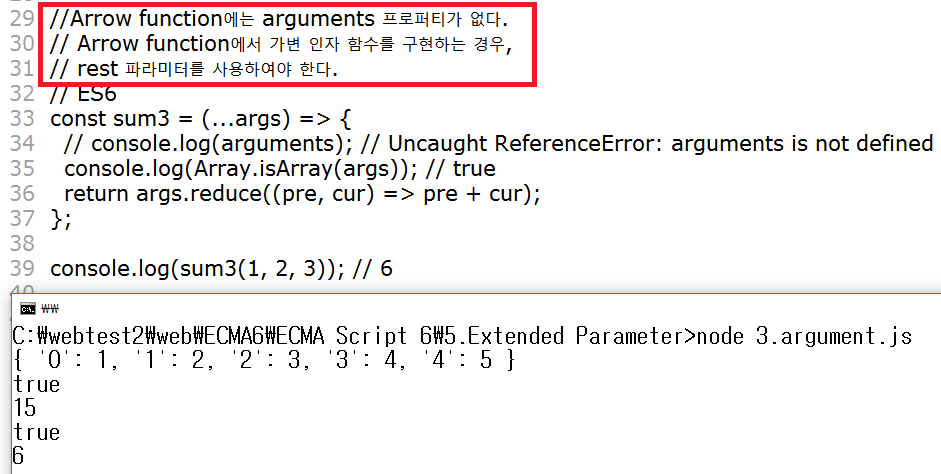 29 //Arrow function에는 arguments 프로퍼티가 없다.
30 // Arrow function에서 가변 인자 함수를 구현하는 경우,
31 // rest 파라미터를 사용하여야 한다.
32 // ES6
33 const sum3 = (...args) => {
34   // console.log(arguments); // Uncaught ReferenceError: arguments is not defined
35   console.log(Array.isArray(args)); // true
36   return args.reduce((pre, cur) => pre + cur);
37 };
38
39 console.log(sum3(1, 2, 3)); // 6
C:\. ₩₩
C:₩webtest2₩web₩ECMA6₩ECMA Script 6₩5.Extended Parameter>node 3.argument.js
{ '0': 1, '1': 2, '2': 3, '3': 4, '4': 5 }
true
15
true
6